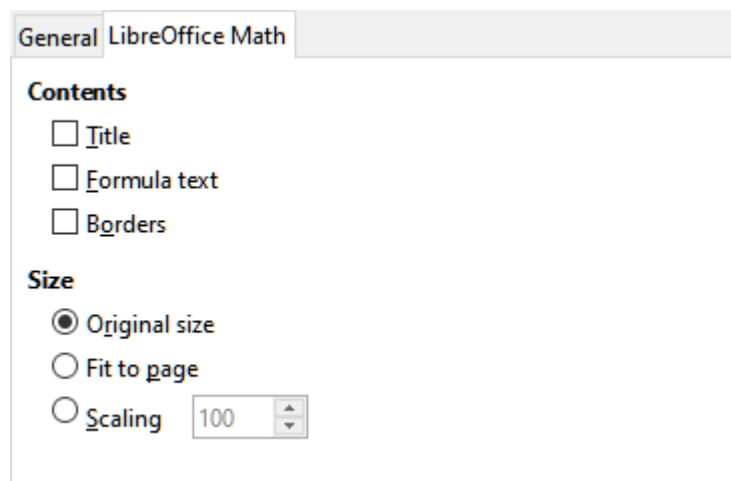 General LibreOffice Math
Contents
Title
Formula text
Borders
Size
Original size
Fit to page
Scaling 100